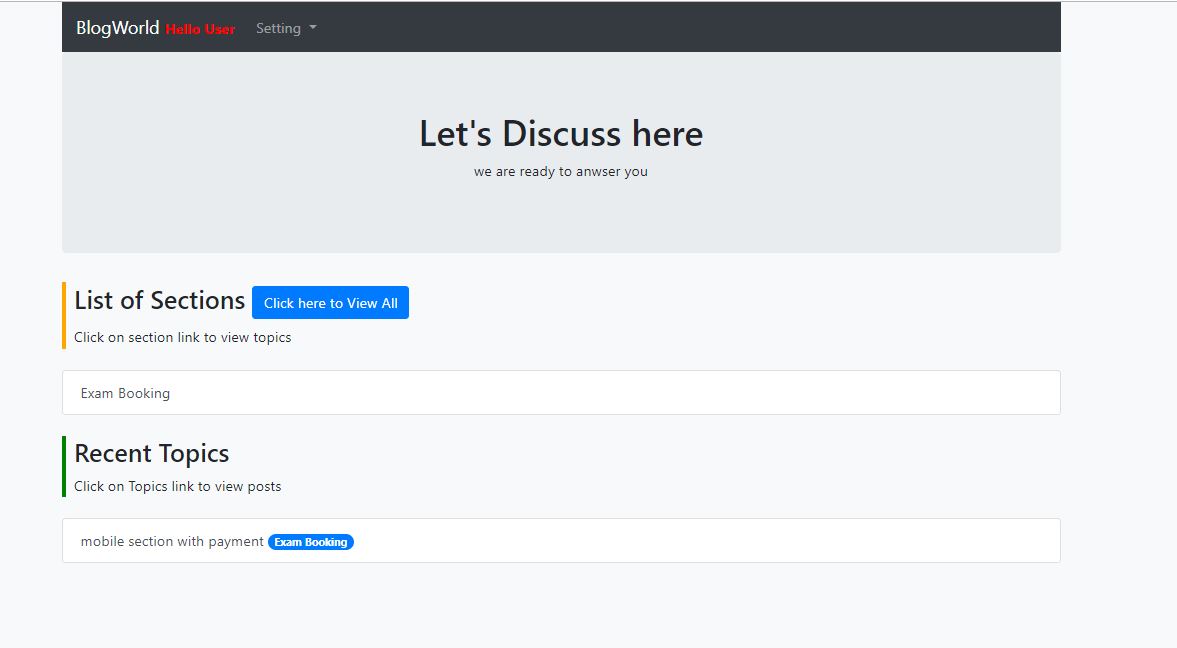 BlogWorld Hello User Setting
Let's Discuss here
we are ready to anwser you
List of Sections Click here to View All
Click on section link to view topics
Exam Booking
Recent Topics
Click on Topics link to view posts
mobile section with payment Exam Booking